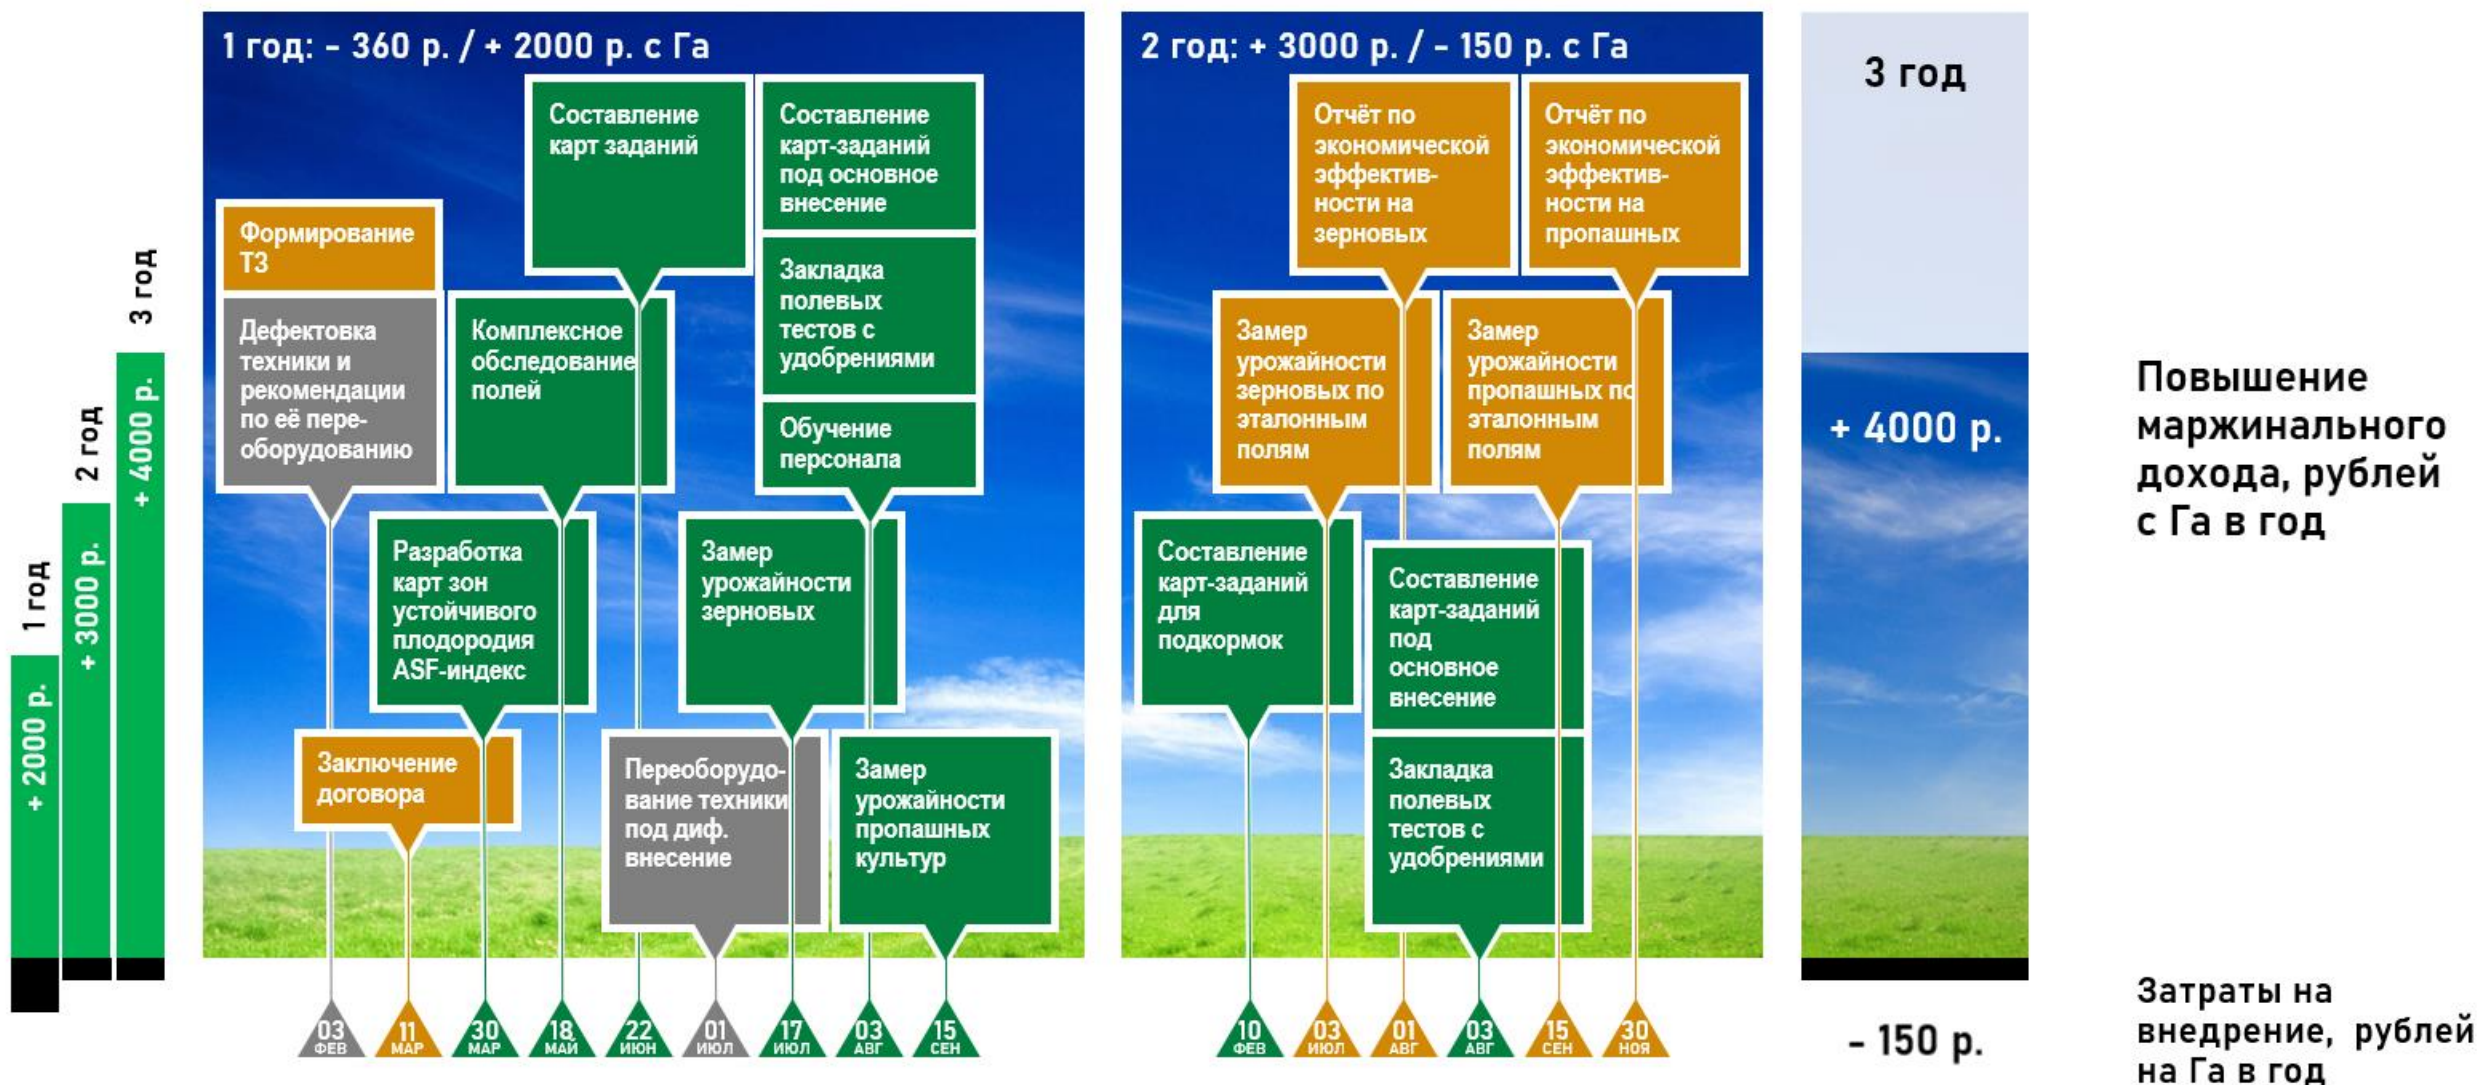 1 год: - 360 р. / + 2000 р. с Га
2 год: + 3000 р. / - 150 р. с Га
3 год
1 год
+ 2000 р.
2 год
+ 3000 р.
3 год
+ 4000 р.
Формирование
ТЗ
Дефектовка
техники и
рекомендации
по её пере-
оборудованию
Заключение
договора
Разработка
карт зон
устойчивого
плодородия
ASF-индекс
Комплексное
обследование
полей
Составление
карт заданий
Переоборудо-
вание техники
под диф.
внесение
Замер
урожайности
зерновых
Составление
карт-заданий
под основное
внесение
Закладка
полевых
тестов с
удобрениями
Обучение
персонала
Замер
урожайности
пропашных
культур
Составление
карт-заданий
для
подкормок
Замер
урожайности
зерновых по
эталонным
полям
Отчёт по
экономической
эффектив-
ности на
зерновых
Составление
карт-заданий
под
основное
внесение
Закладка
полевых
тестов с
удобрениями
Замер
урожайности
пропашных по
эталонным
полям
Отчёт по
экономической
эффектив-
ности на
пропашных
+ 4000 р.
Повышение
маржинального
дохода, рублей
с Га в год
03
ФЕВ
11
МАР
30
МАР
18
МАЙ
22
ИЮН
01
ИЮЛ
17
ИЮЛ
03
АВГ
15
СЕН
10
ФЕВ
03
ИЮЛ
01
АВГ
03
АВГ
15
СЕН
30
НОЯ
- 150 р.
Затраты на
внедрение, рублей
на Га в год